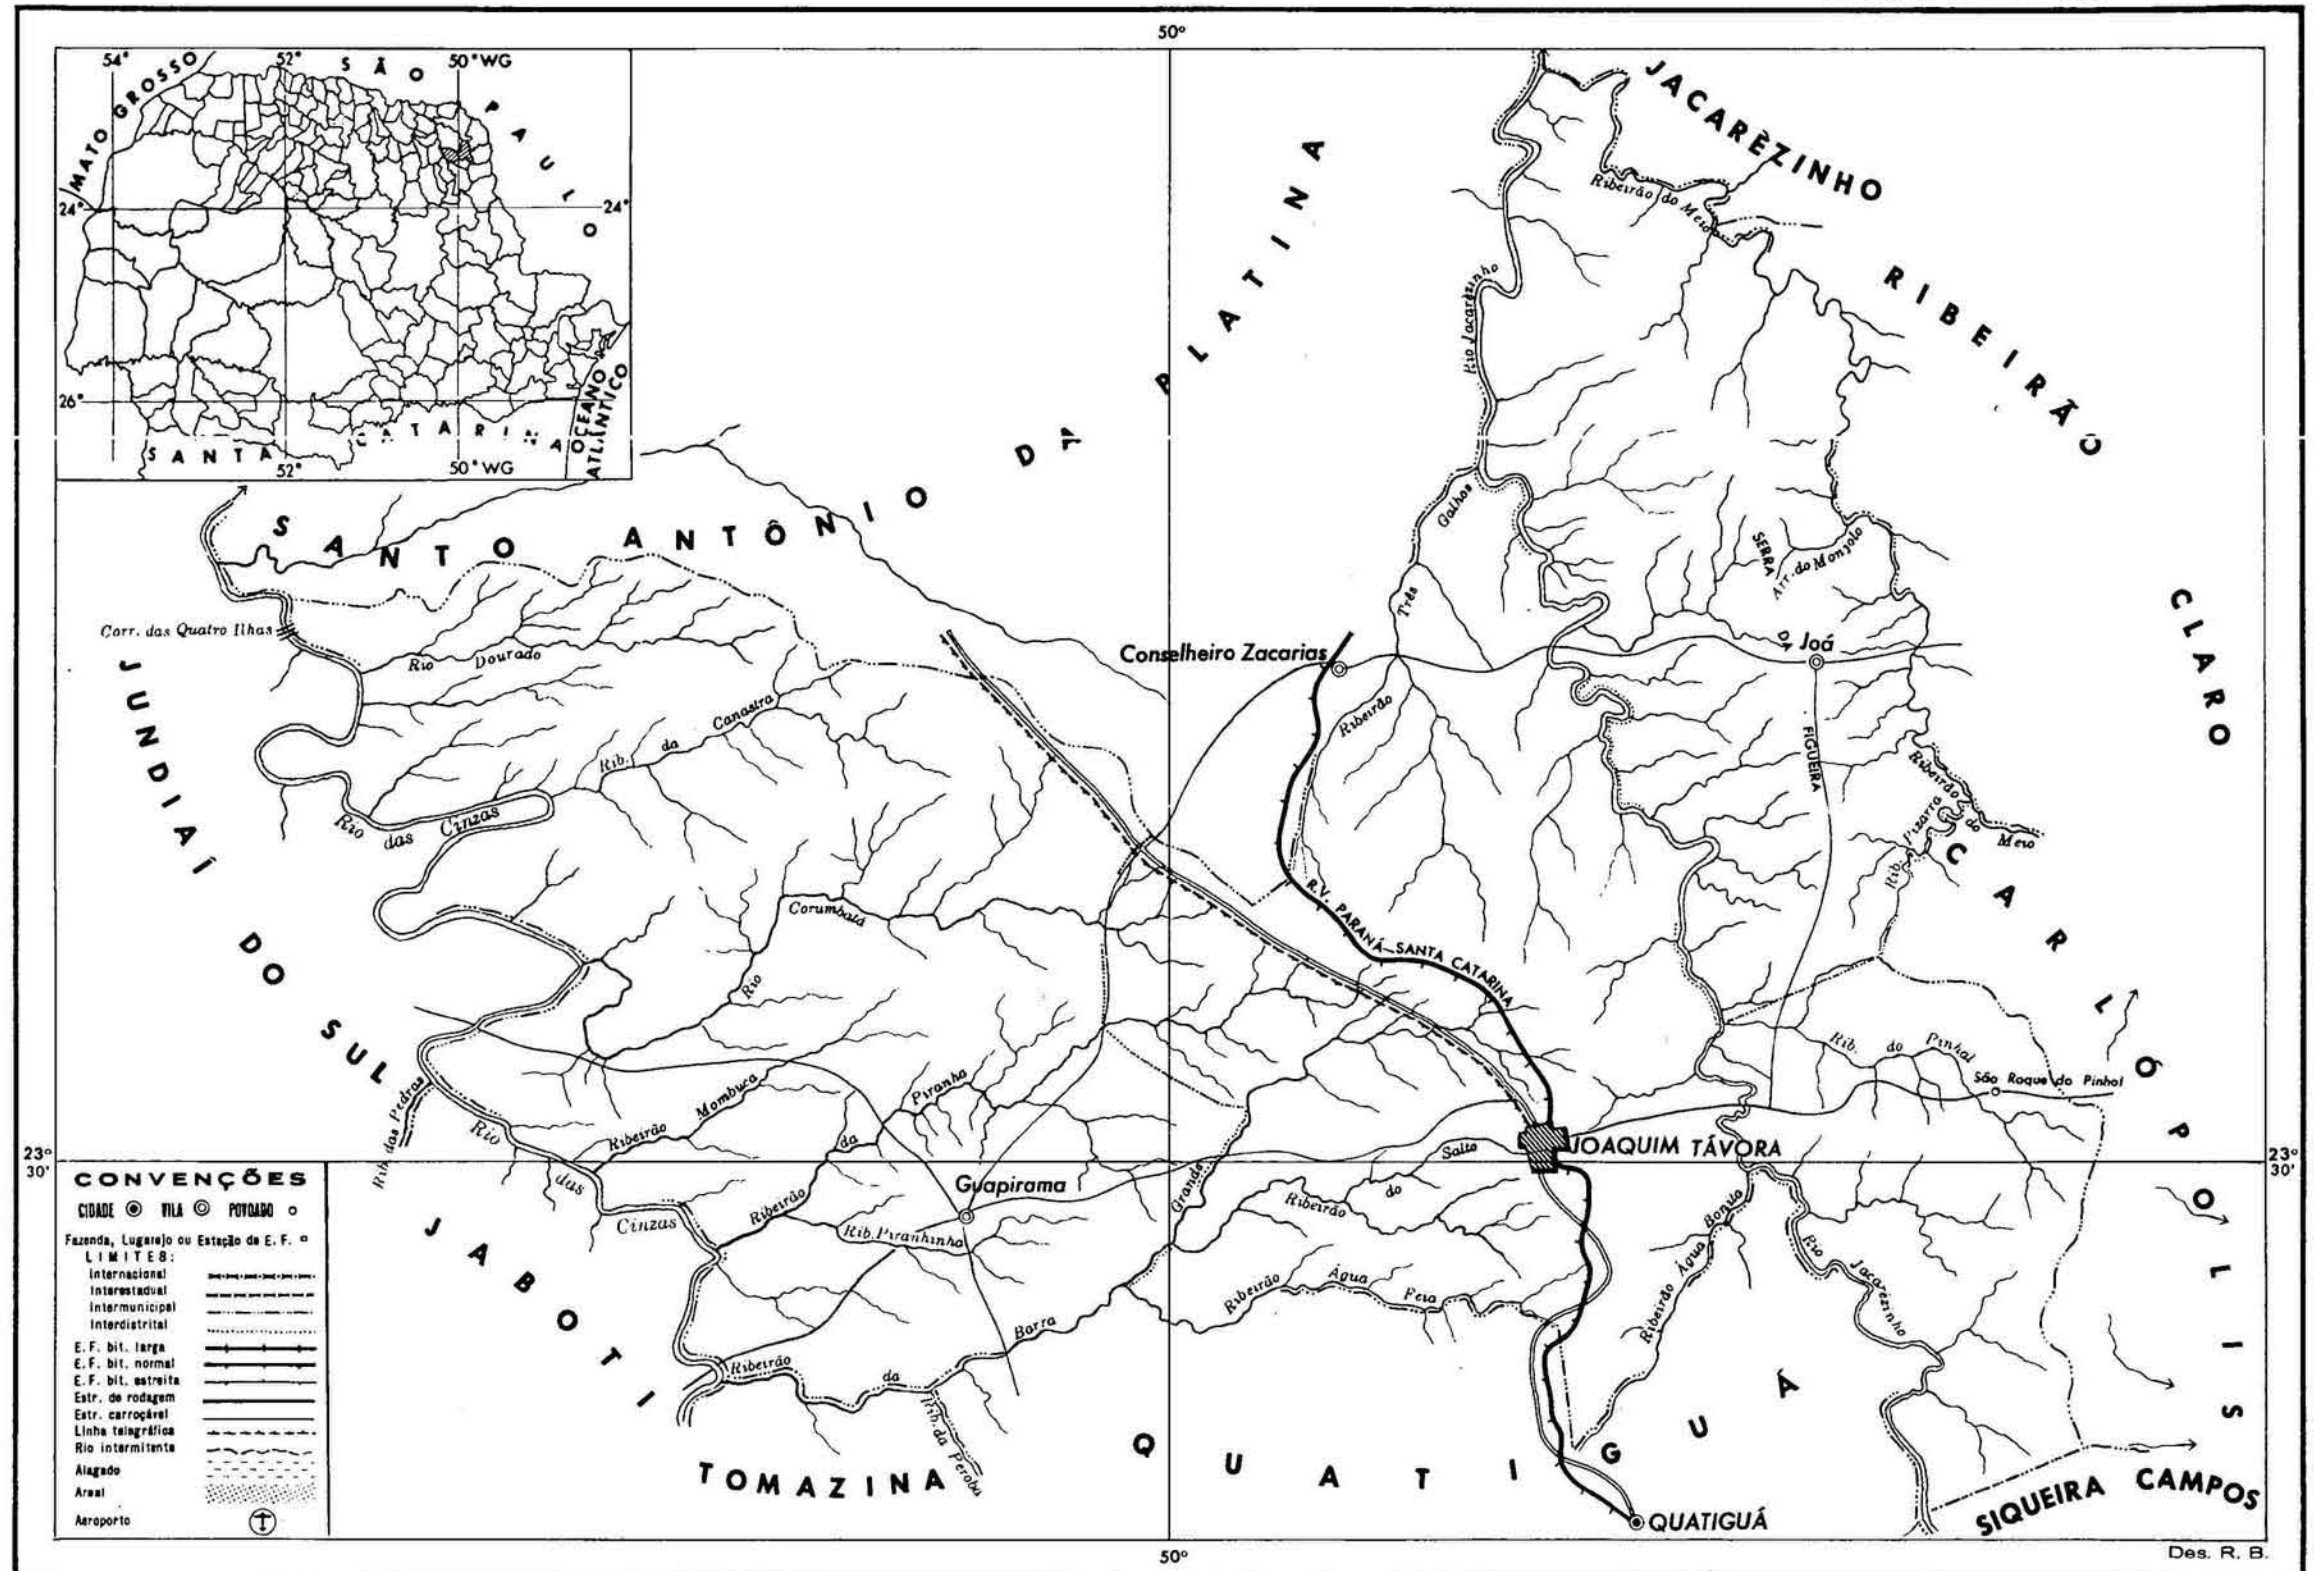 50°
54°
52°
50° WG
MATO GROSSO
SÃO PAULO
24°
24°
26°
SANTA CATARINA
OCEANO ATLÂNTICO
52°
50° WG
JACARÈZINHO
RIBEIRÃO CLARO
SANTO ANTÔNIO DA PLATINA
Ribeirão do Meio
Rio Jacarèzinho
Galhos
Três
Ribeirão
SERRA
DA
FIGUEIRA
Arr. do Monjolo
Joá
Conselheiro Zacarias
Corr. das Quatro Ilhas
Rio Dourado
Rib. da Canastra
Rio das Cinzas
JUNDIAÍ DO SUL
Corumbatá
Rio
R.V. PARANÁ-SANTA CATARINA
Ribeirão do Meio
Rib. Pizarra
CARLÓPOLIS
Rib. do Pinhal
São Roque do Pinhal
Rib. das Pedras
Rio das Cinzas
Ribeirão Mombuca
Ribeirão da Piranha
Guapirama
Rib. Piranhinha
Grande
Ribeirão do Salto
JOAQUIM TÁVORA
23° 30'
23° 30'
Ribeirão Água Feia
Ribeirão Água Bonita
Rio Jacarèzinho
JABOTI
Ribeirão da Barra
Rib. da Peroba
TOMAZINA
QUATIGUÁ
QUATIGUÁ
SIQUEIRA CAMPOS
CONVENÇÕES
CIDADE VILA POVOADO
Fazenda, Lugarejo ou Estação de E. F.
LIMITES:
Internacional
Interestadual
Intermunicipal
Interdistrital
E. F. bit. larga
E. F. bit. normal
E. F. bit. estreita
Estr. de rodagem
Estr. carroçável
Linha telegráfica
Rio intermitente
Alagado
Areal
Aeroporto
50°
Des. R. B.